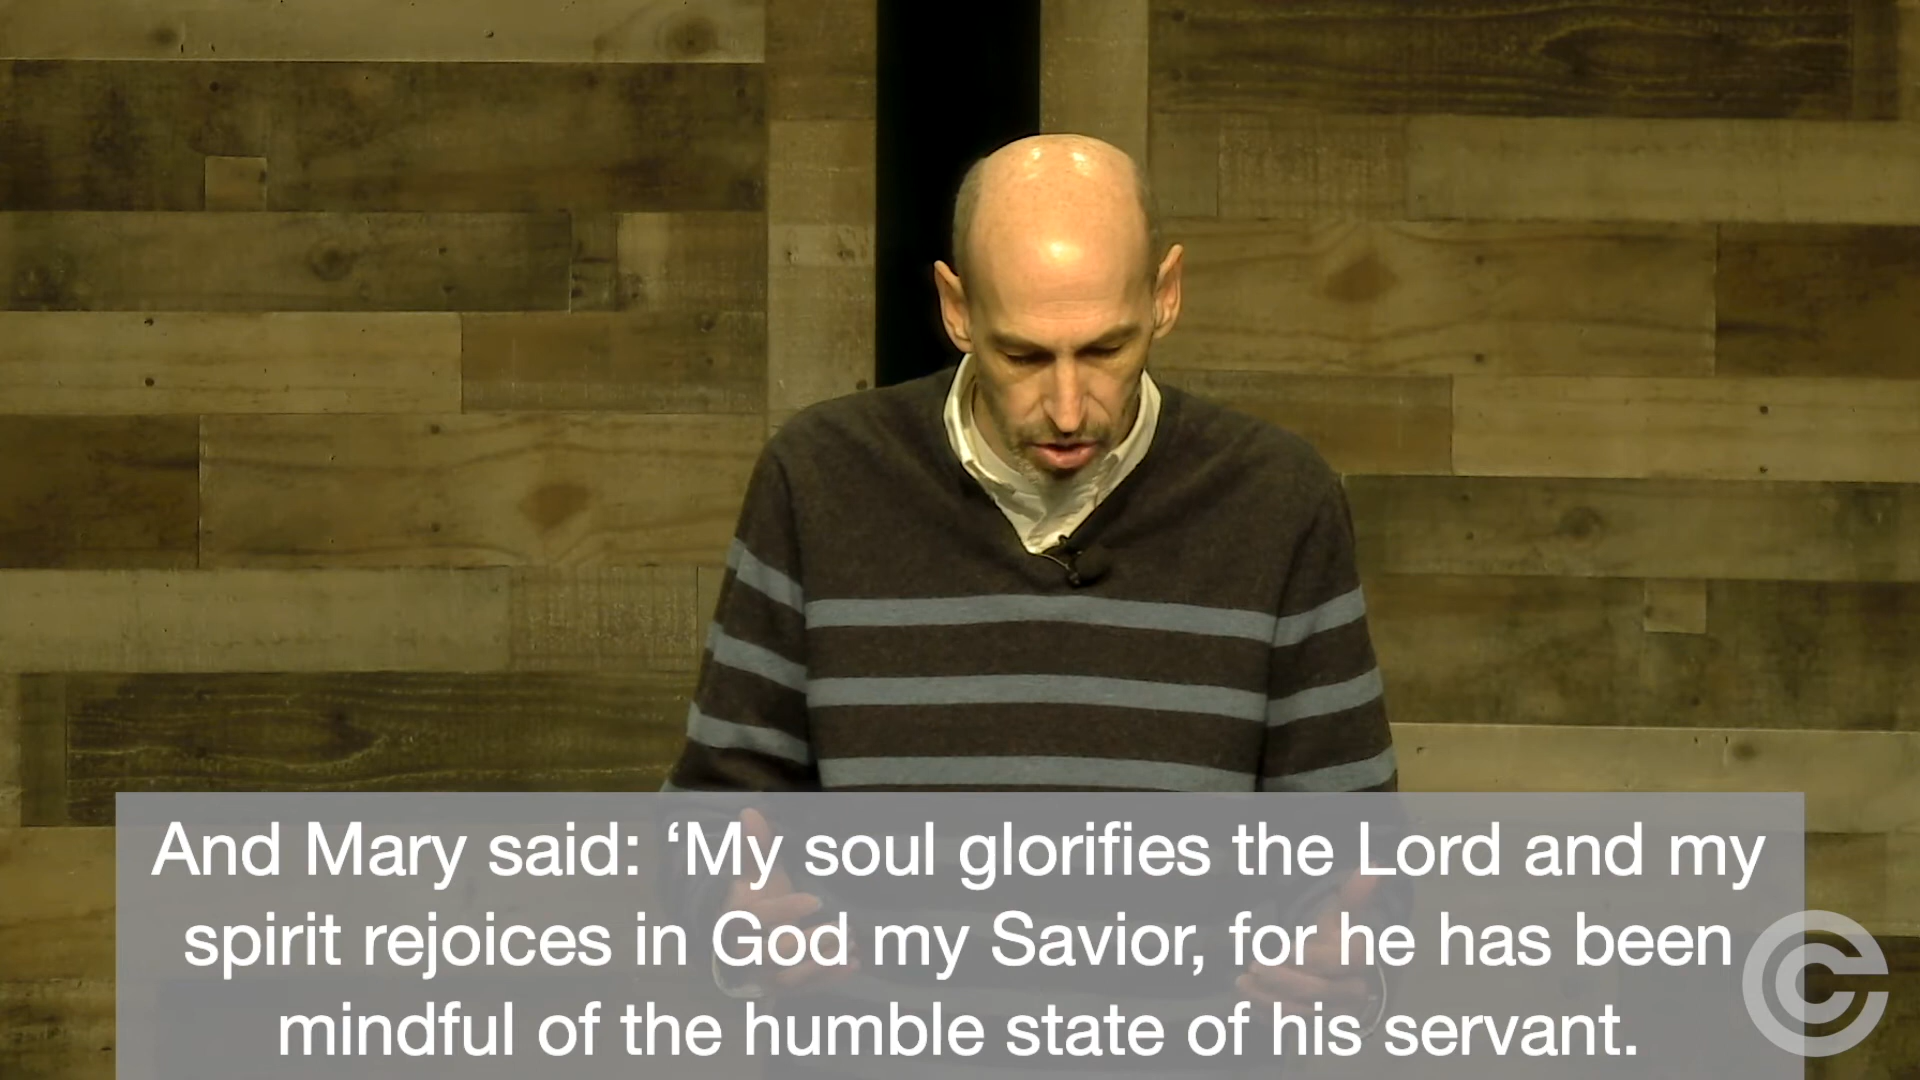 And Mary said: ‘My soul glorifies the Lord and my
spirit rejoices in God my Savior, for he has been
mindful of the humble state of his servant.